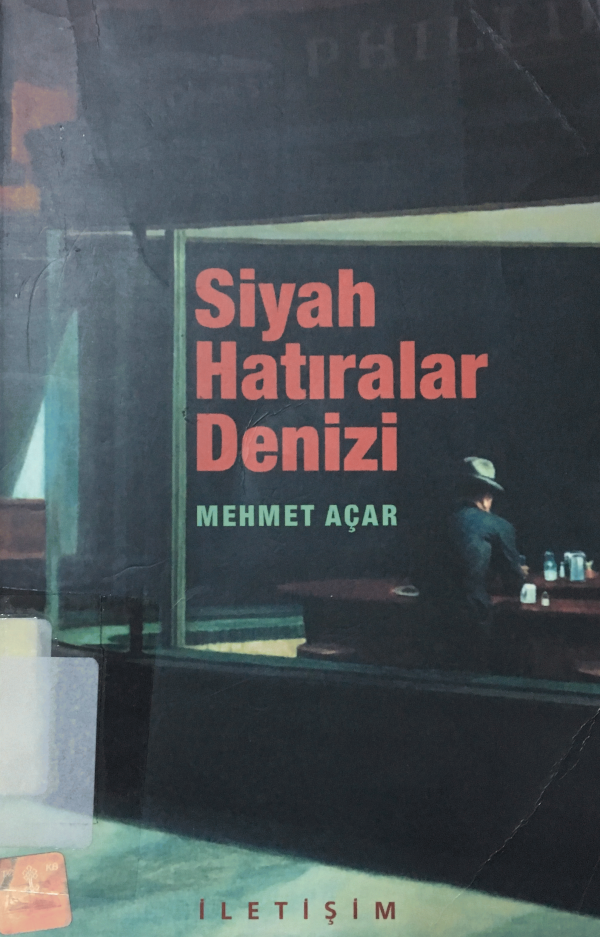 Siyah
Hatıralar
Denizi
MEHMET AÇAR
İLETİŞİM